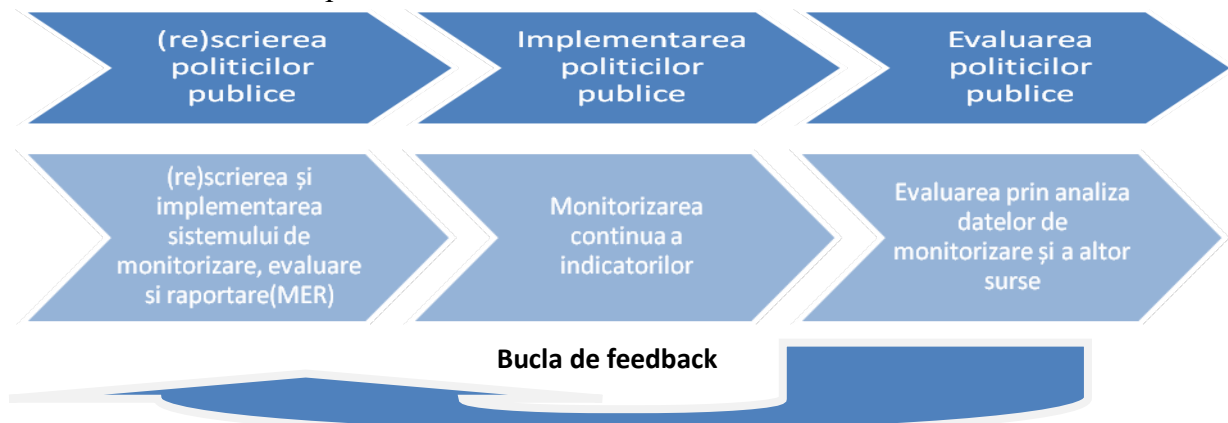 (re)scrierea
politicilor
publice
Implementarea
politicilor
publice
Evaluarea
politicilor
publice
(re)scrierea și
implementarea
sistemului de
monitorizare, evaluare
si raportare(MER)
Monitorizarea
continua a
indicatorilor
Evaluarea prin analiza
datelor de
monitorizare și a altor
surse
Bucla de feedback